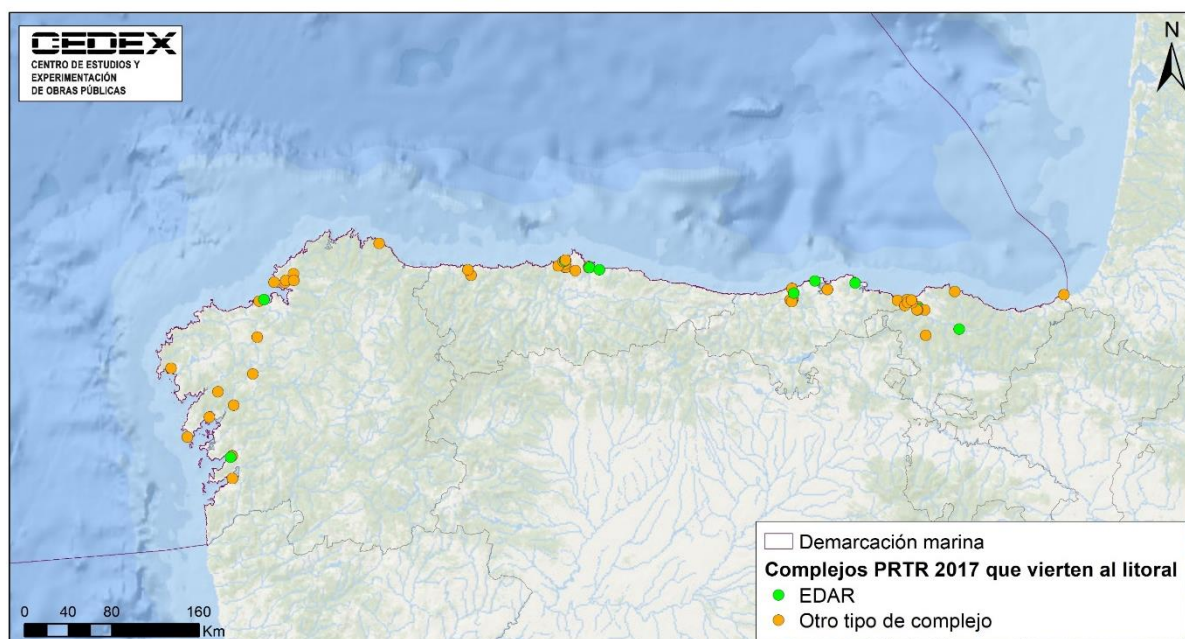 CEDEX
CENTRO DE ESTUDIOS Y
EXPERIMENTACIÓN
DE OBRAS PÚBLICAS
N
Demarcación marina
Complejos PRTR 2017 que vierten al litoral
EDAR
Otro tipo de complejo
0 40 80 160
Km